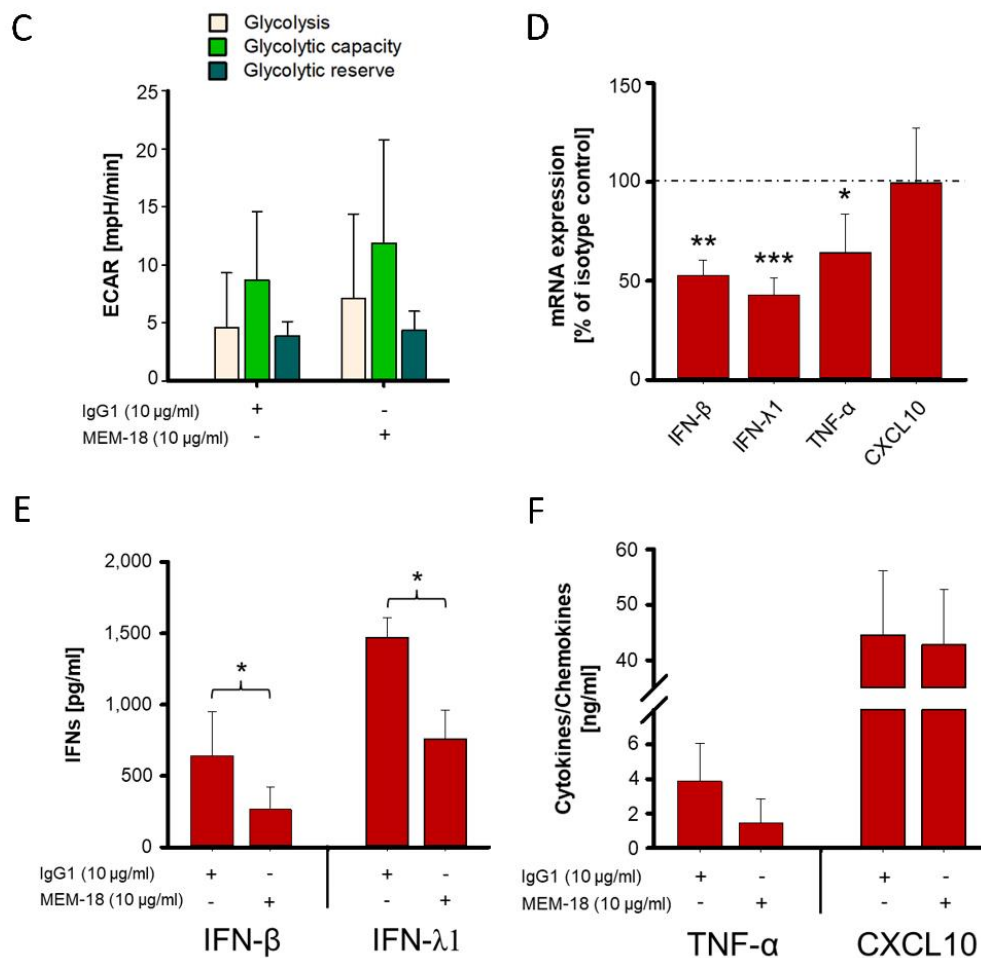 C
Glycolysis
Glycolytic capacity
Glycolytic reserve
ECAR [mpH/min]
25
20
15
10
5
0
IgG1 (10 µg/ml) + -
MEM-18 (10 µg/ml) - +
D
mRNA expression
[% of isotype control]
150
100
50
0
** *** *
IFN-β IFN-λ1 TNF-α CXCL10
E
IFNs [pg/ml]
2,000
1,500
1,000
500
0
* *
IgG1 (10 µg/ml) + - + -
MEM-18 (10 µg/ml) - + - +
IFN-β IFN-λ1
F
Cytokines/Chemokines
[ng/ml]
60
50
40
6
4
2
0
IgG1 (10 µg/ml) + - + -
MEM-18 (10 µg/ml) - + - +
TNF-α CXCL10